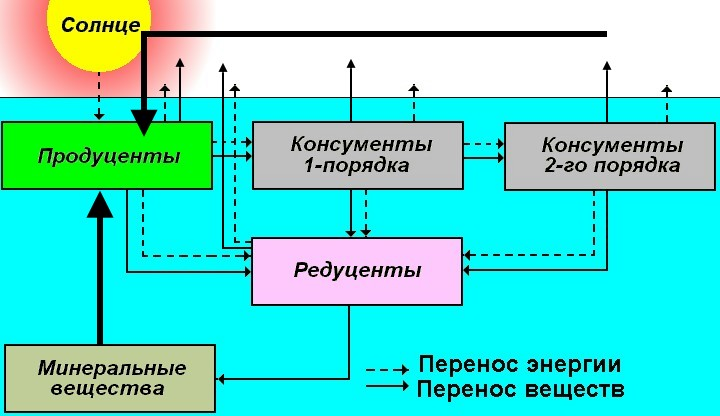 Солнце
Продуценты
Консументы
1-порядка
Консументы
2-го порядка
Редуценты
Минеральные
вещества
Перенос энергии
Перенос веществ